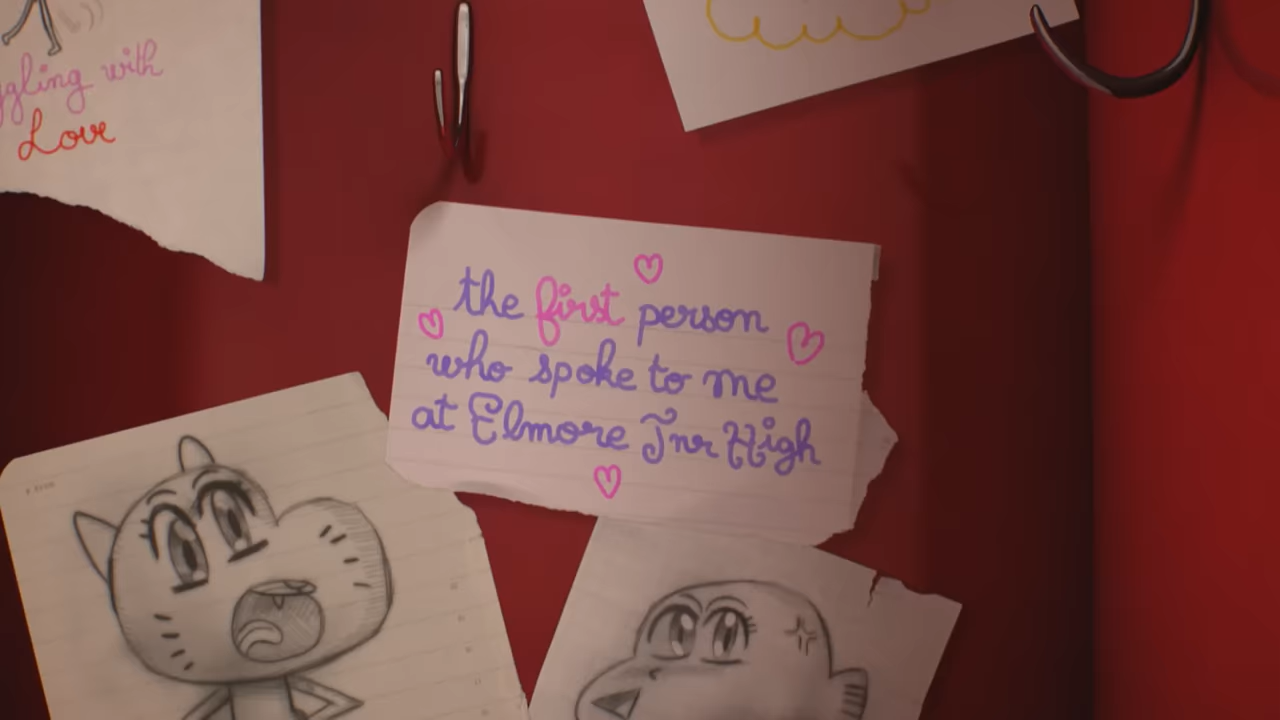 ggling with
Love
the first person
who spoke to me
at Elmore Jnr High